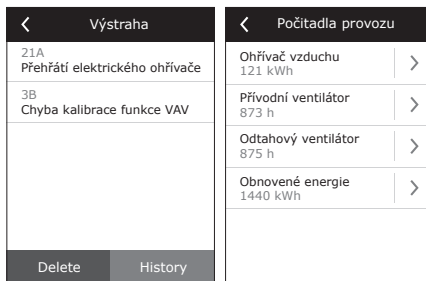 Výstraha
21A
Přehřátí elektrického ohřívače
3B
Chyba kalibrace funkce VAV
Delete
History
Počitadla provozu
Ohřívač vzduchu
121 kWh
Přívodní ventilátor
873 h
Odtahový ventilátor
875 h
Obnovené energie
1440 kWh